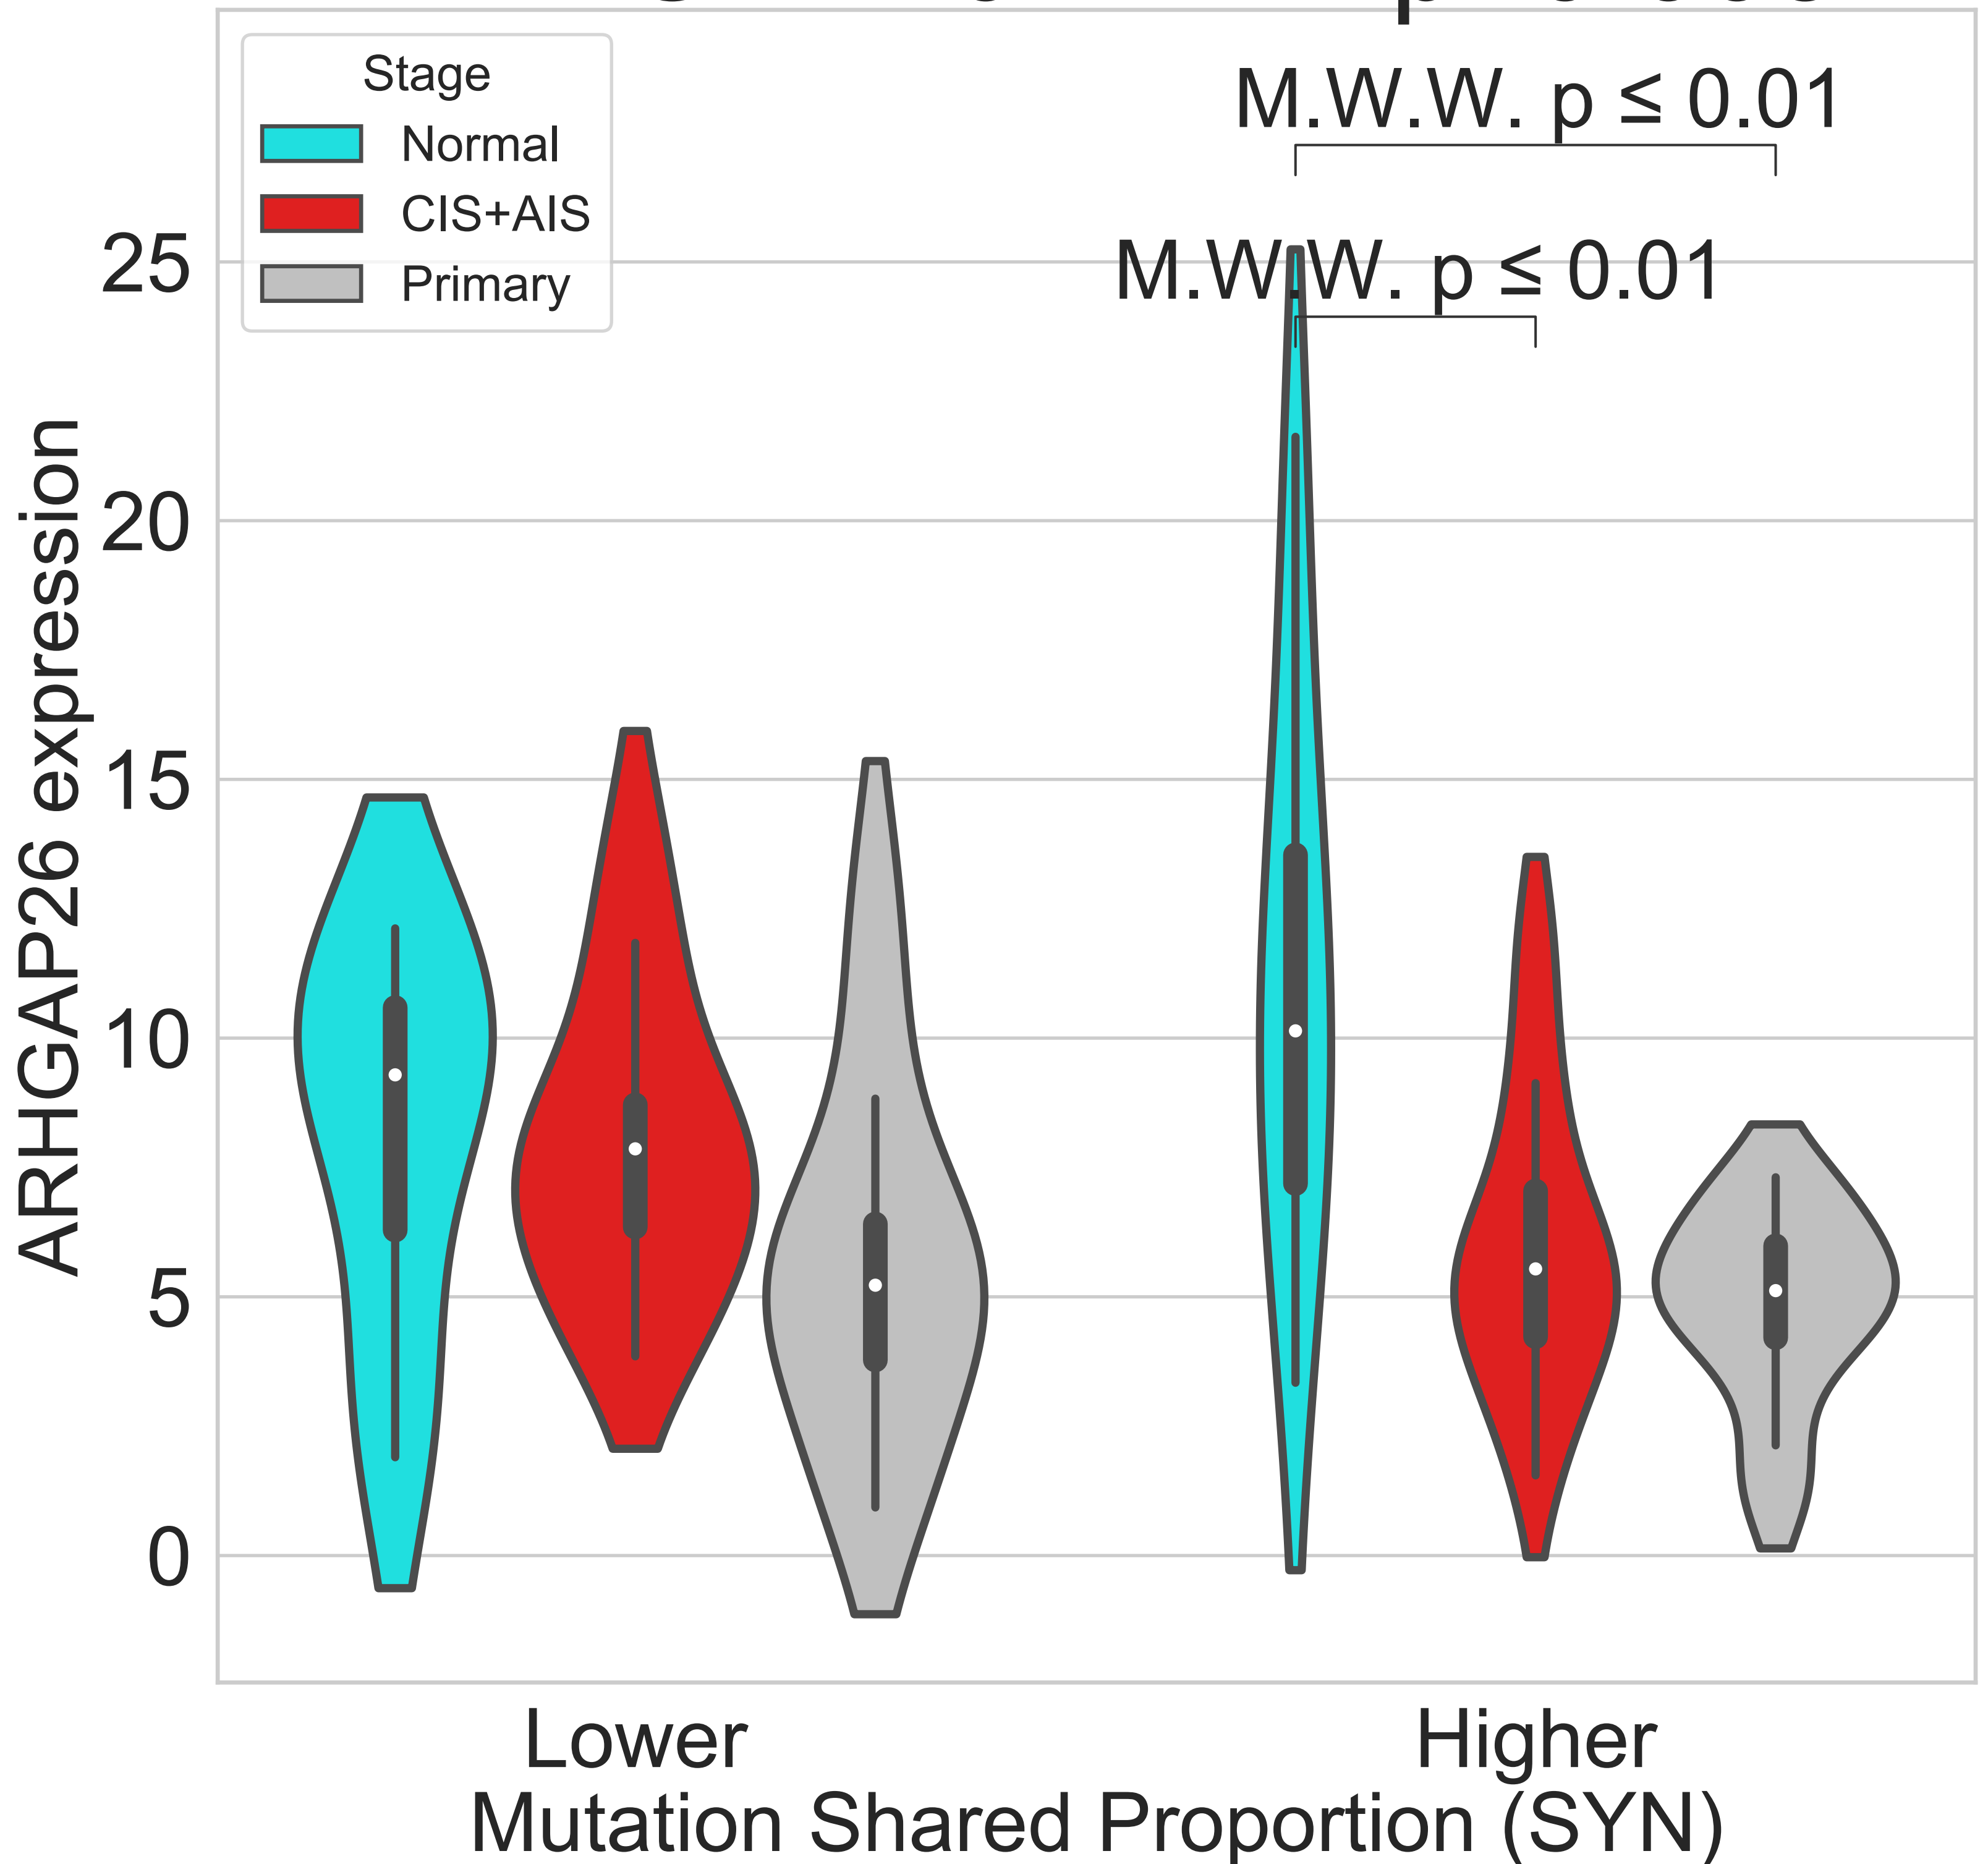 M.W.W. p ≤ 0.01
M.W.W. p ≤ 0.01
Stage
Normal
CIS+AIS
Primary
25
20
15
10
5
0
ARHGAP26 expression
Lower
Higher
Mutation Shared Proportion (SYN)